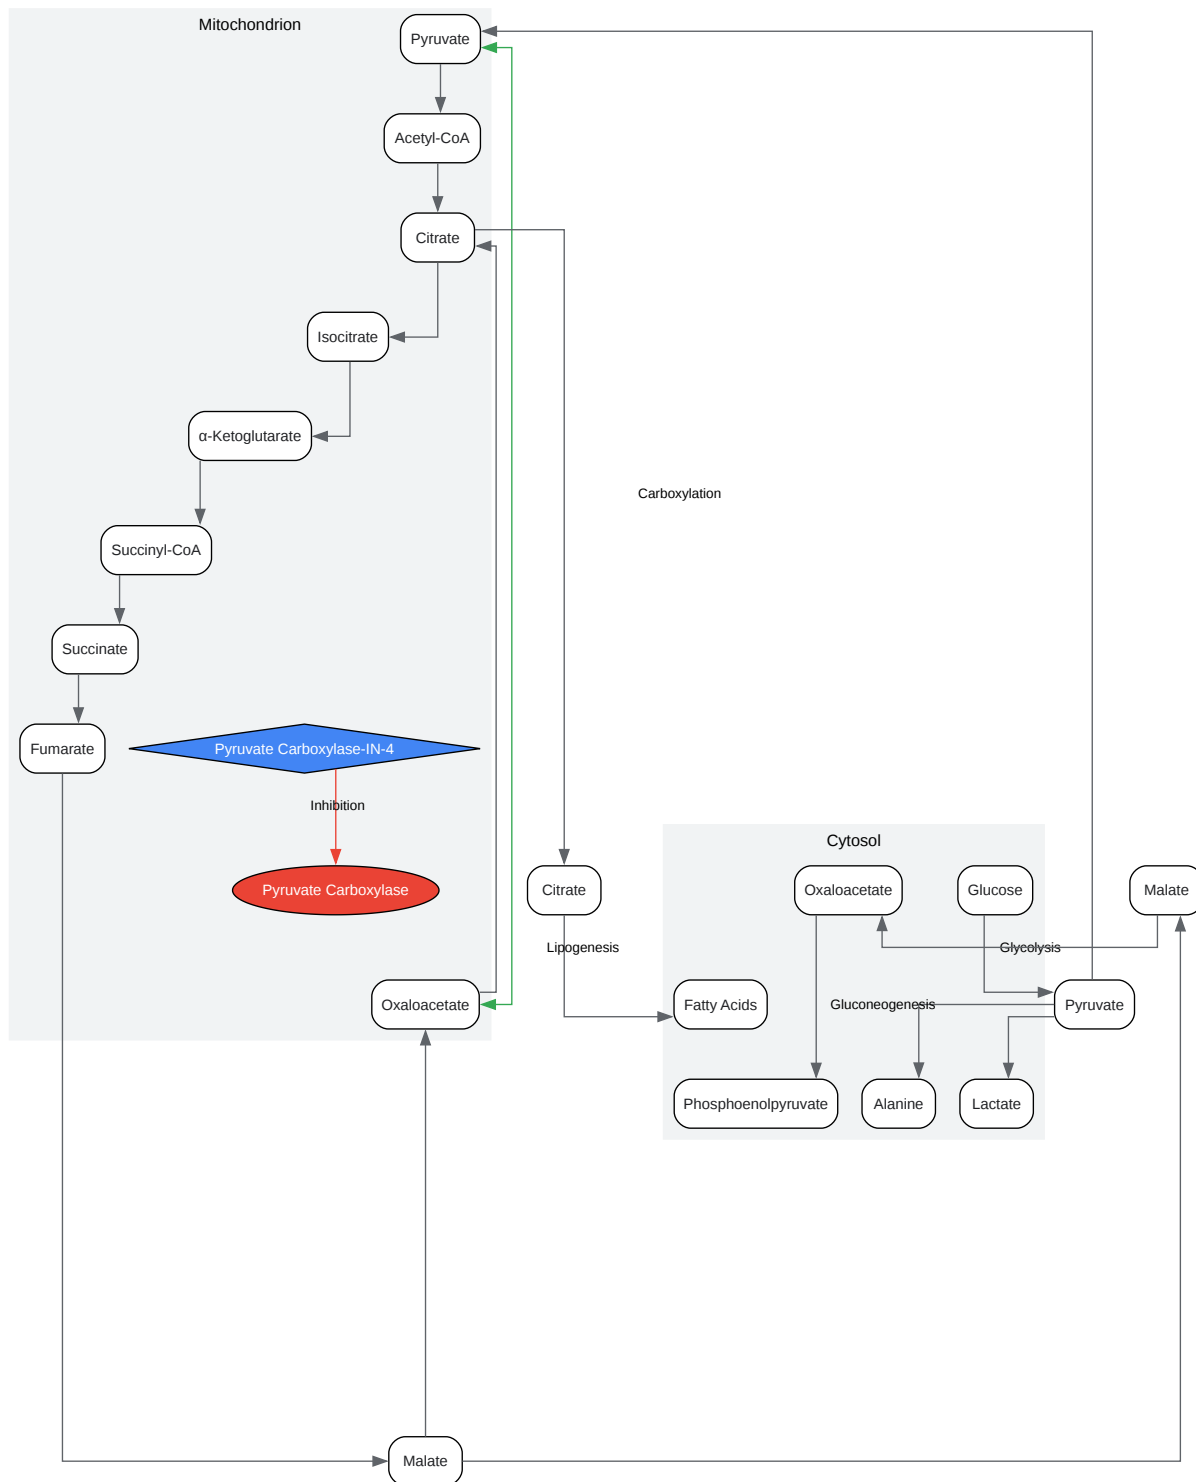 Mitochondrion
Pyruvate
Acetyl-CoA
Citrate
Isocitrate
α-Ketoglutarate
Carboxylation
Succinyl-CoA
Succinate
Fumarate
Pyruvate Carboxylase-IN-4
Inhibition
Cytosol
Pyruvate Carboxylase
Citrate
Oxaloacetate
Glucose
Malate
Lipogenesis
Glycolysis
Oxaloacetate
Fatty Acids
Gluconeogenesis
Pyruvate
Phosphoenolpyruvate
Alanine
Lactate
Malate